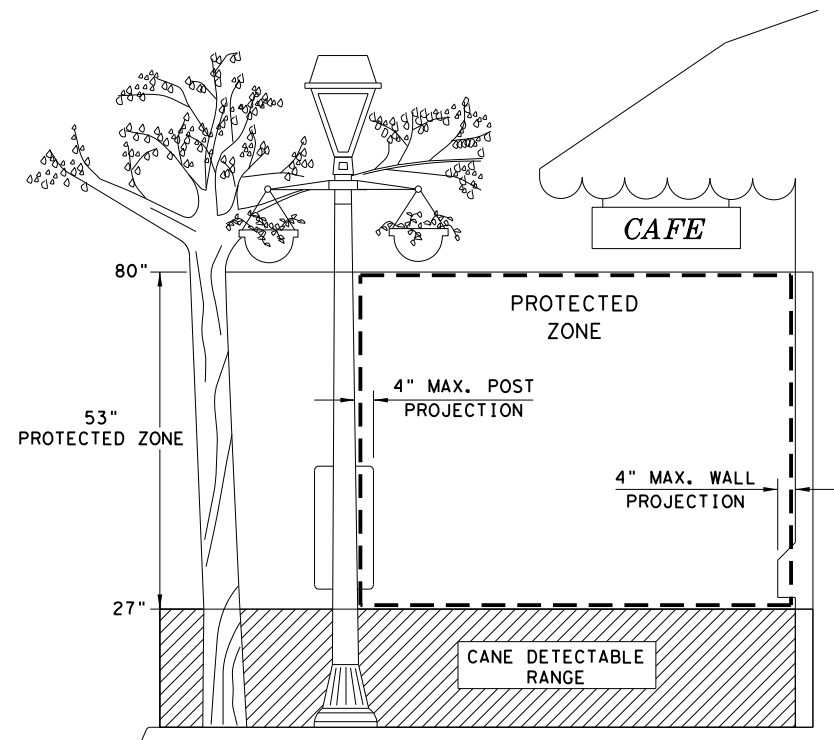 CAFE
80"
PROTECTED
ZONE
4" MAX. POST
PROJECTION
53"
PROTECTED ZONE
4" MAX. WALL
PROJECTION
27"
CANE DETECTABLE
RANGE